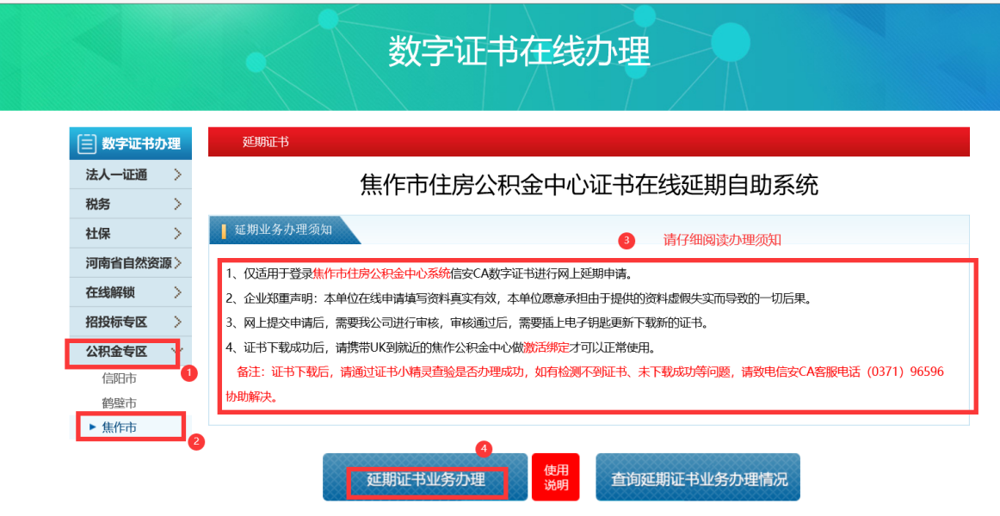 数字证书在线办理
数字证书办理
法人一证通
税务
社保
河南省自然资源
在线解锁
招投标专区
公积金专区
1
信阳市
鹤壁市
焦作市
2
延期证书
焦作市住房公积金中心证书在线延期自助系统
延期业务办理须知
3 请仔细阅读办理须知
1、仅适用于登录焦作市住房公积金中心系统信安CA数字证书进行网上延期申请。
2、企业郑重声明：本单位在线申请填写资料真实有效，本单位愿意承担由于提供的资料虚假失实而导致的一切后果。
3、网上提交申请后，需要我公司进行审核，审核通过后，需要插上电子钥匙更新下载新的证书。
4、证书下载成功后，请携带UK到就近的焦作公积金中心做激活绑定才可以正常使用。
备注：证书下载后，请通过证书小精灵查验是否办理成功，如有检测不到证书、未下载成功等问题，请致电信安CA客服电话（0371）96596
协助解决。
4
延期证书业务办理
使用
说明
查询延期证书业务办理情况